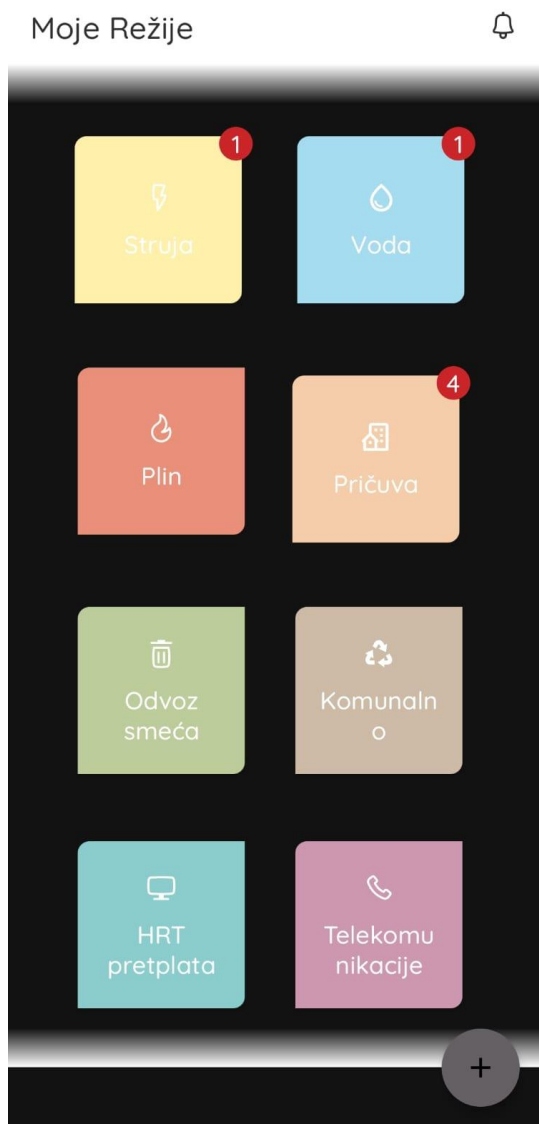 Moje Režije
1
1
Struja
Voda
4
Plin
Pričuva
Odvoz
smeća
Komunaln
o
HRT
pretplata
Telekomu
nikacije
+